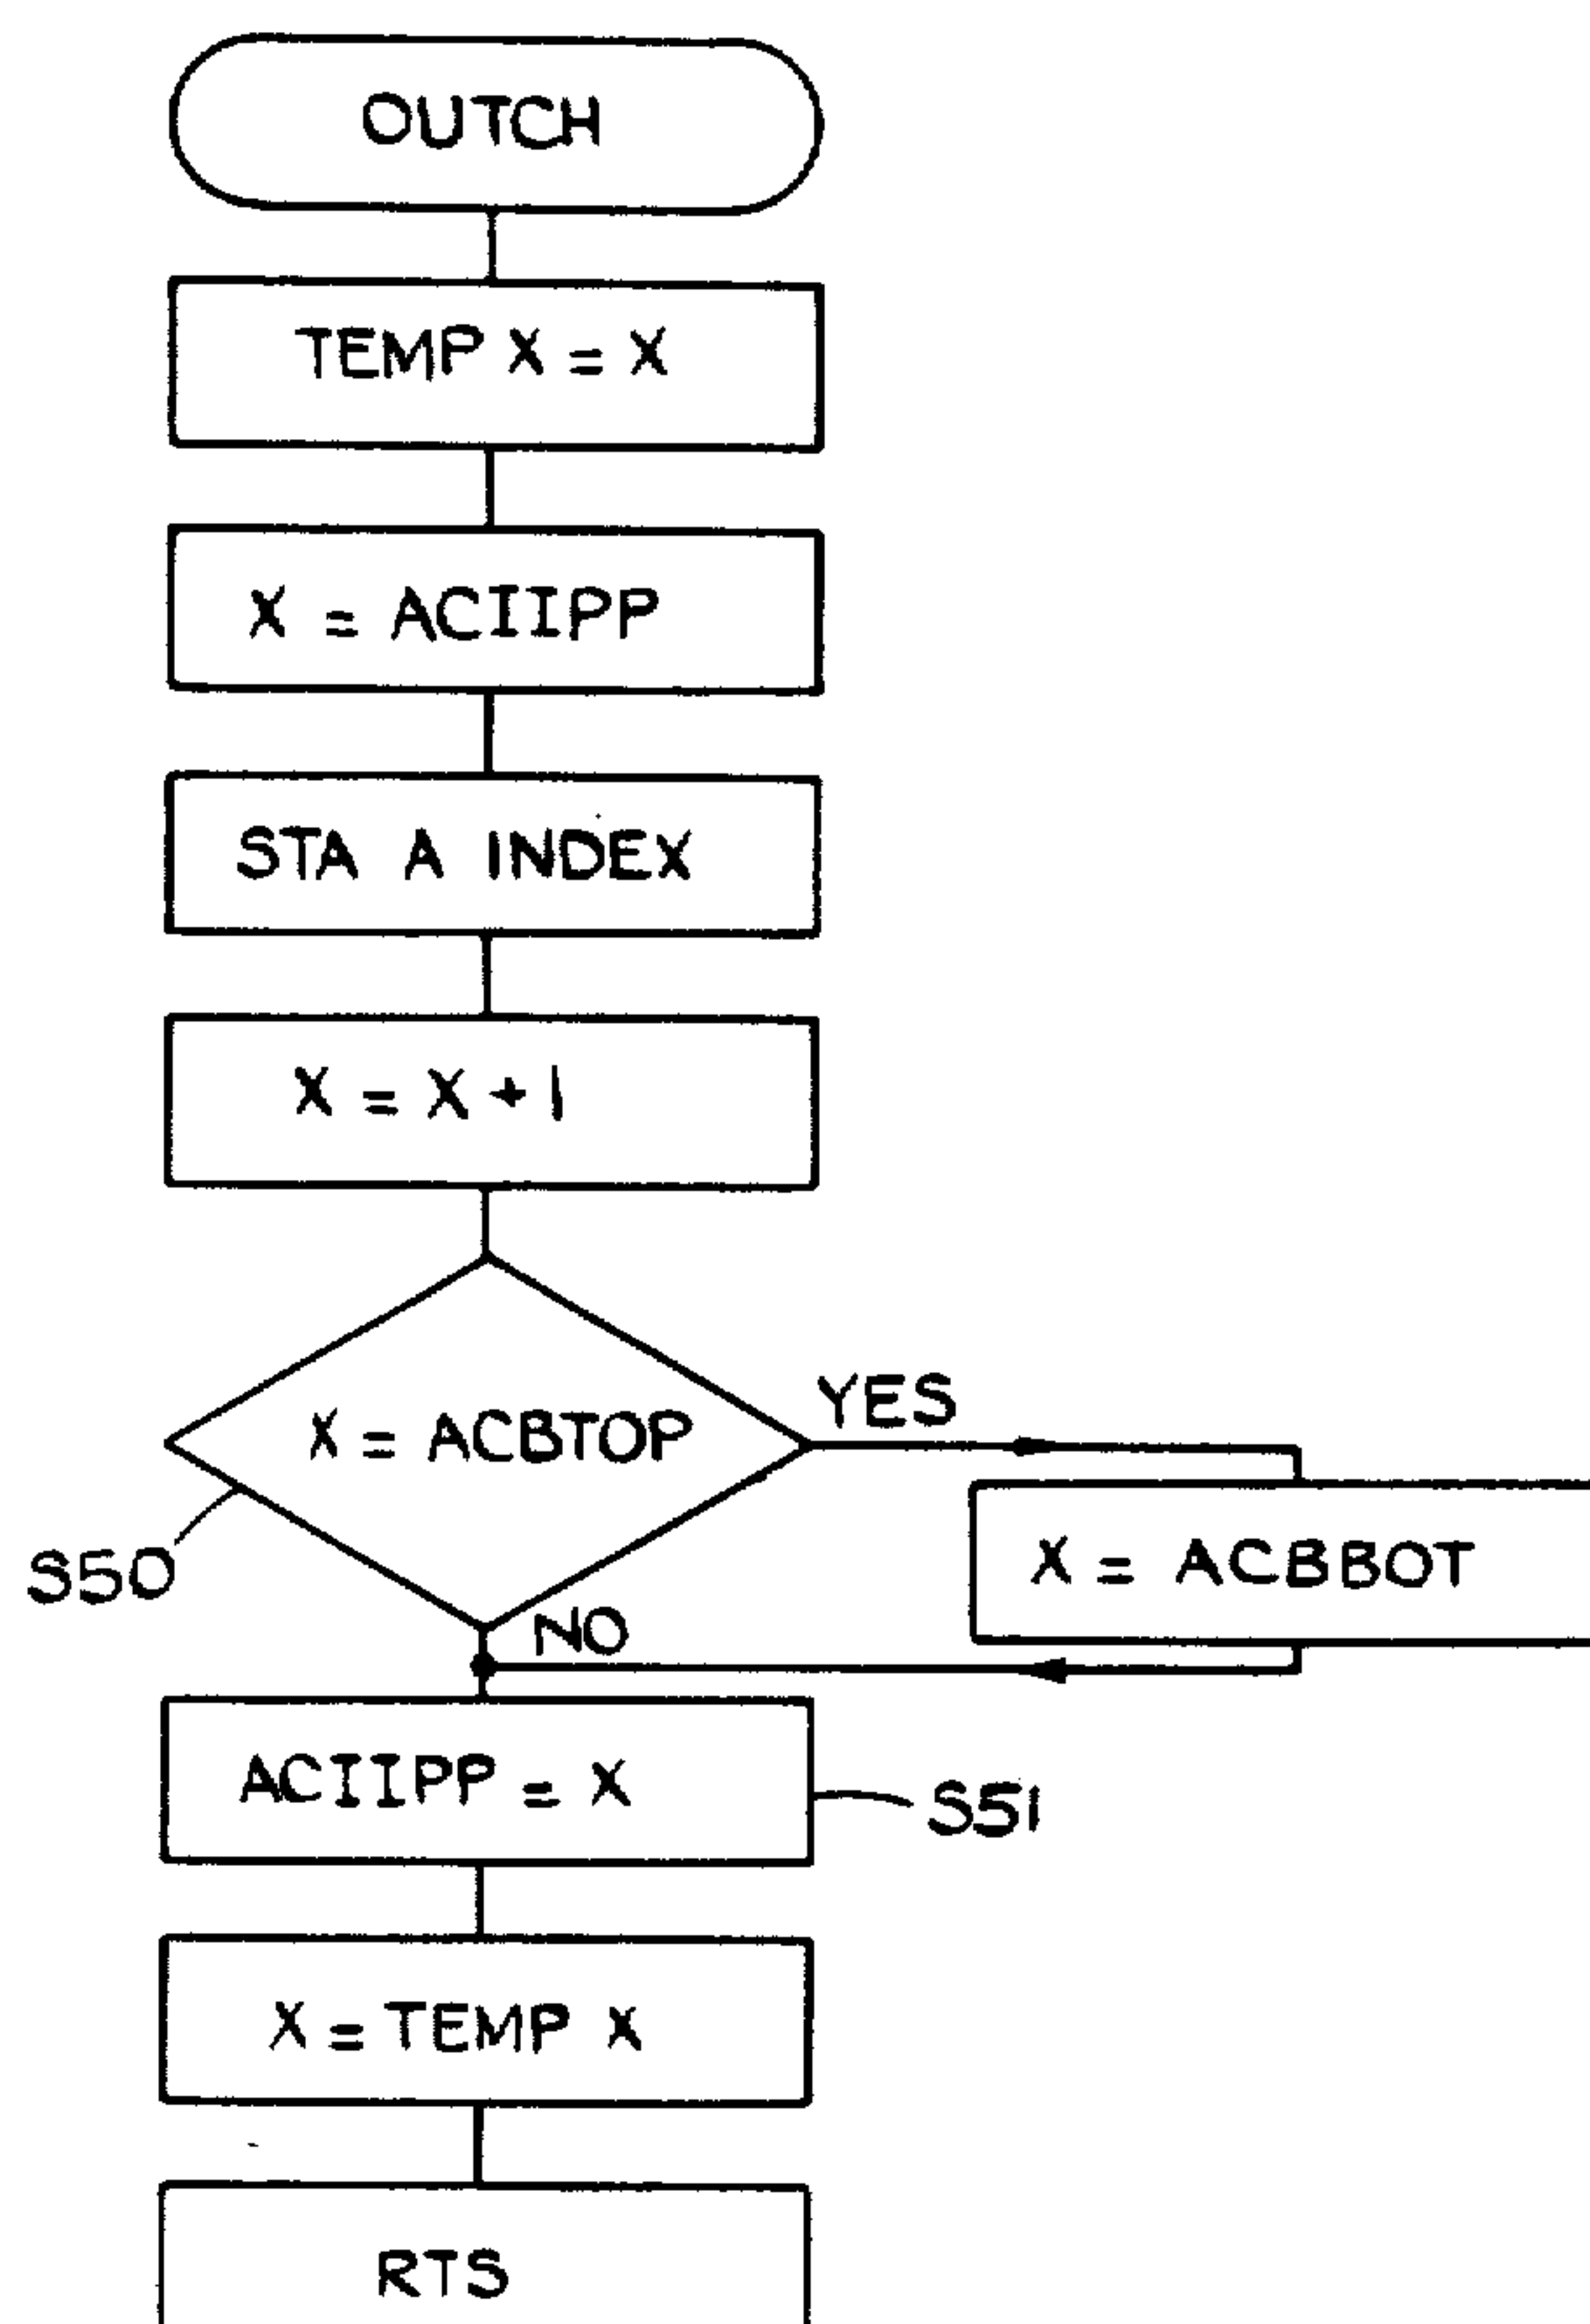 OUTCH
TEMP X = X
X = ACIIPP
STA A INDEX
X = X + 1
X = ACBTOP
YES
S50
X = ACBBOT
NO
ACIIPP = X
S51
X = TEMP X
RTS